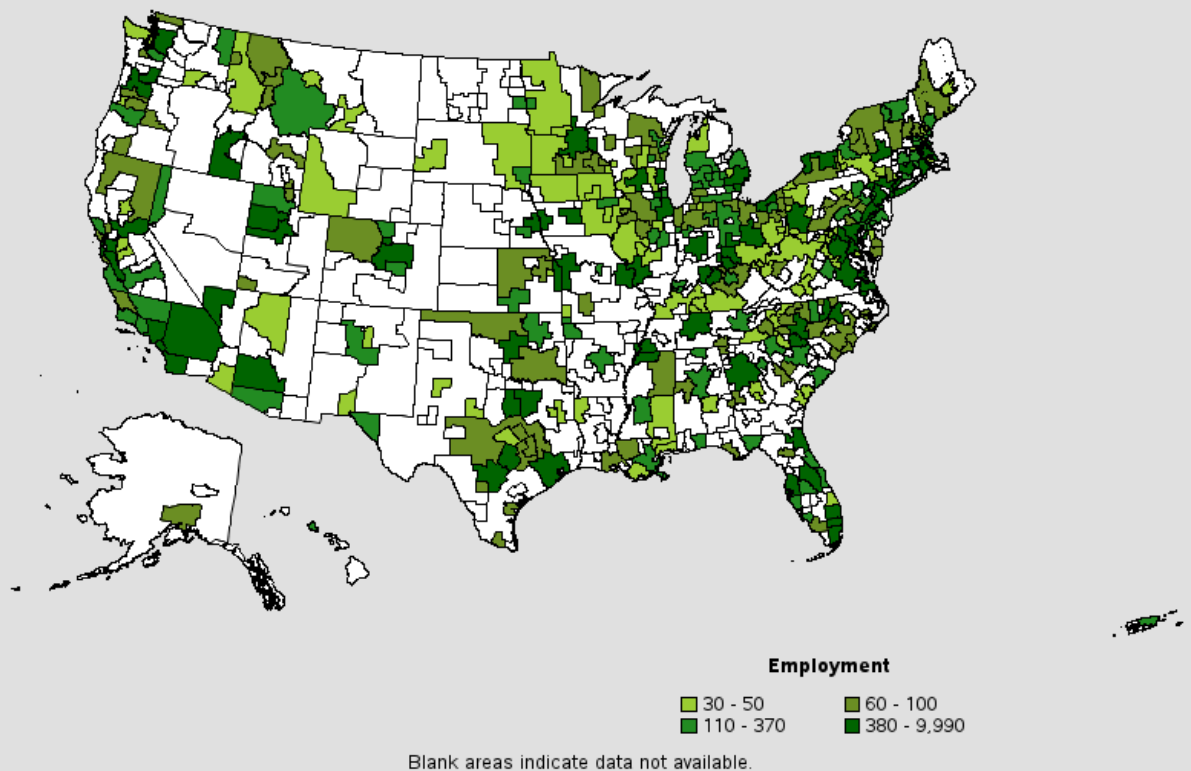 Employment
30 - 50
60 - 100
110 - 370
380 - 9,990
Blank areas indicate data not available.